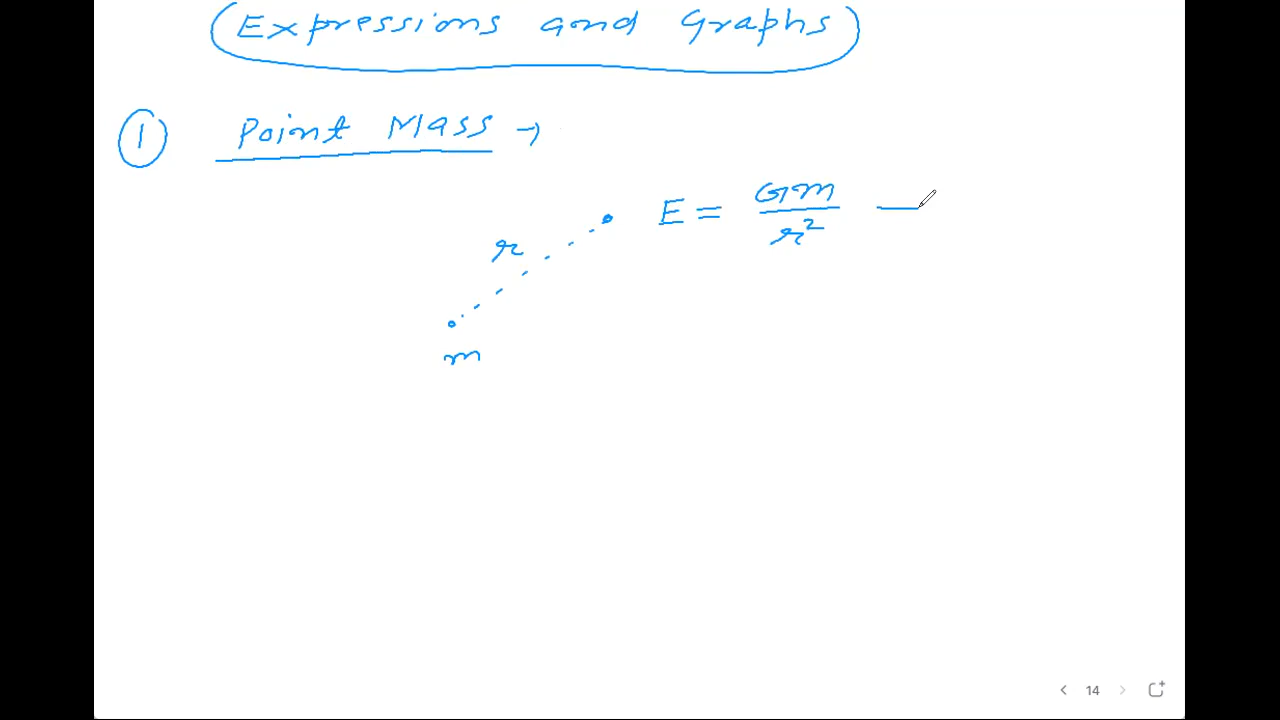 Expressions and Graphs
① Point Mass →
E = Gm/r² —
r
m
14